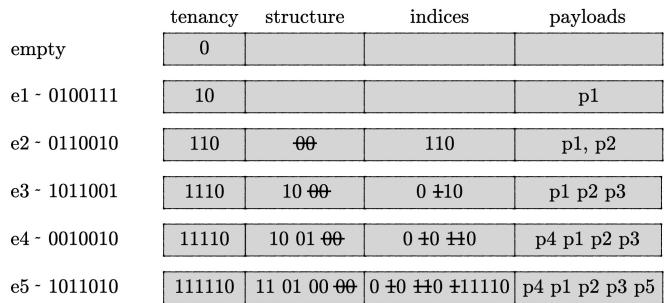 tenancy structure indices payloads
empty 0
e1 - 0100111 10 p1
e2 - 0110010 110 00 110 p1, p2
e3 - 1011001 1110 10 00 0 110 p1 p2 p3
e4 - 0010010 11110 10 01 00 0 10 110 p4 p1 p2 p3
e5 - 1011010 111110 11 01 00 00 0 10 110 111110 p4 p1 p2 p3 p5